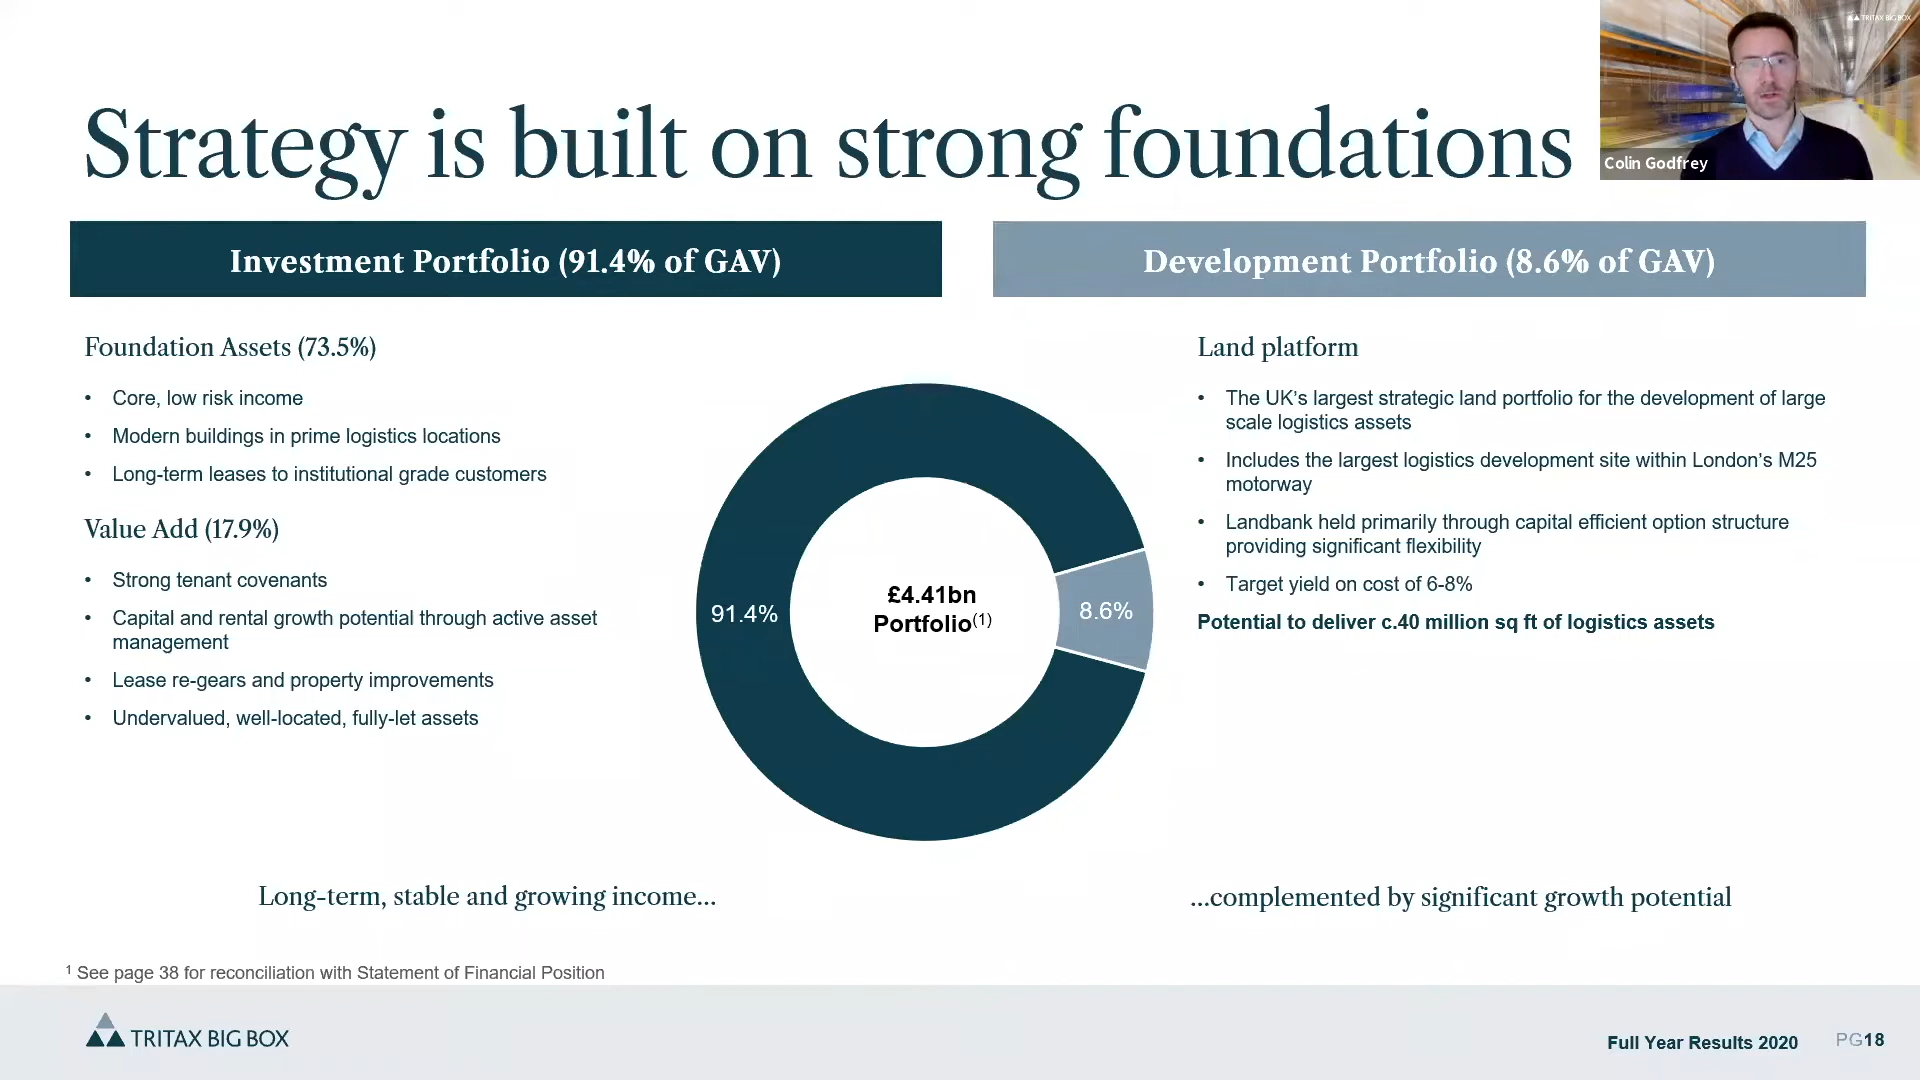 TRITAX BIG BOX
Colin Godfrey
Strategy is built on strong foundations
Investment Portfolio (91.4% of GAV)
Foundation Assets (73.5%)
• Core, low risk income
• Modern buildings in prime logistics locations
• Long-term leases to institutional grade customers
Value Add (17.9%)
• Strong tenant covenants
• Capital and rental growth potential through active asset
management
• Lease re-gears and property improvements
• Undervalued, well-located, fully-let assets
91.4%
£4.41bn
Portfolio(1)
8.6%
Development Portfolio (8.6% of GAV)
Land platform
• The UK's largest strategic land portfolio for the development of large
scale logistics assets
• Includes the largest logistics development site within London's M25
motorway
• Landbank held primarily through capital efficient option structure
providing significant flexibility
• Target yield on cost of 6-8%
Potential to deliver c.40 million sq ft of logistics assets
Long-term, stable and growing income...
...complemented by significant growth potential
1 See page 38 for reconciliation with Statement of Financial Position
TRITAX BIG BOX
Full Year Results 2020
PG18